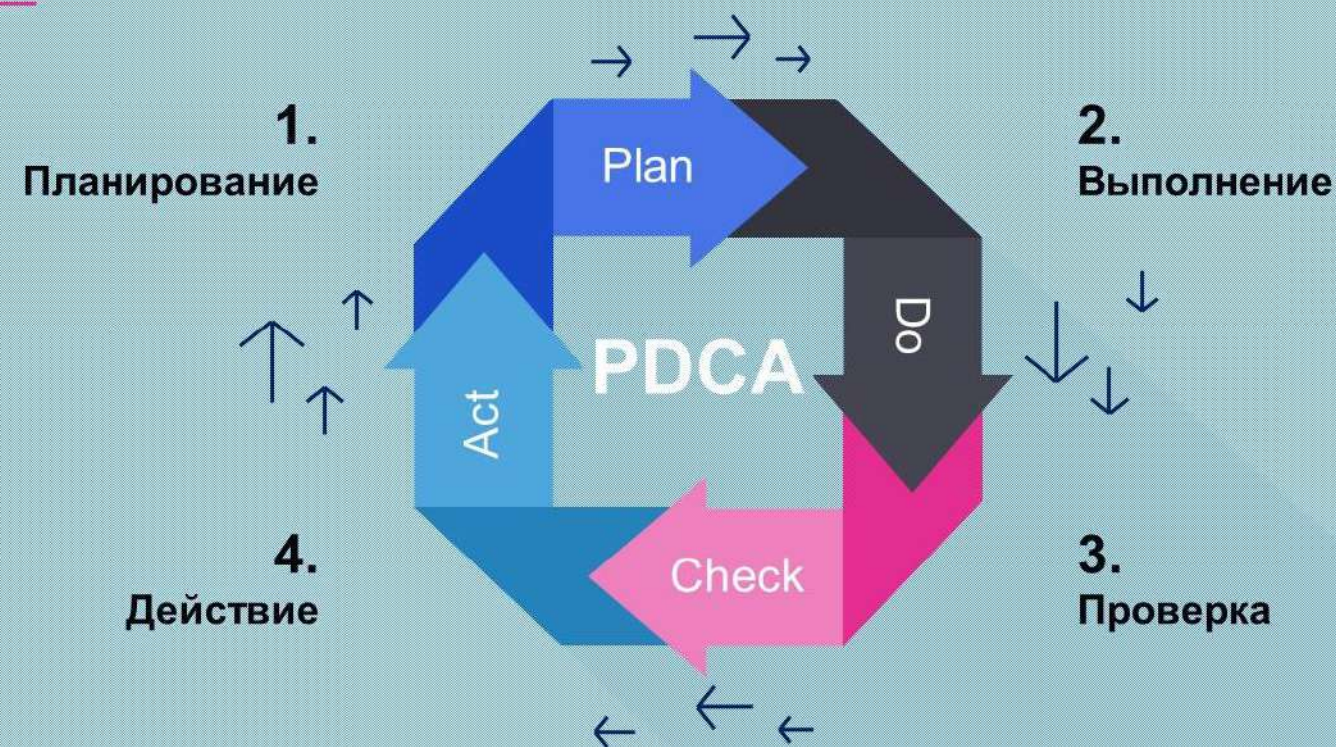 1.
Планирование
Plan
2.
Выполнение
Do
PDCA
Act
Check
4.
Действие
3.
Проверка